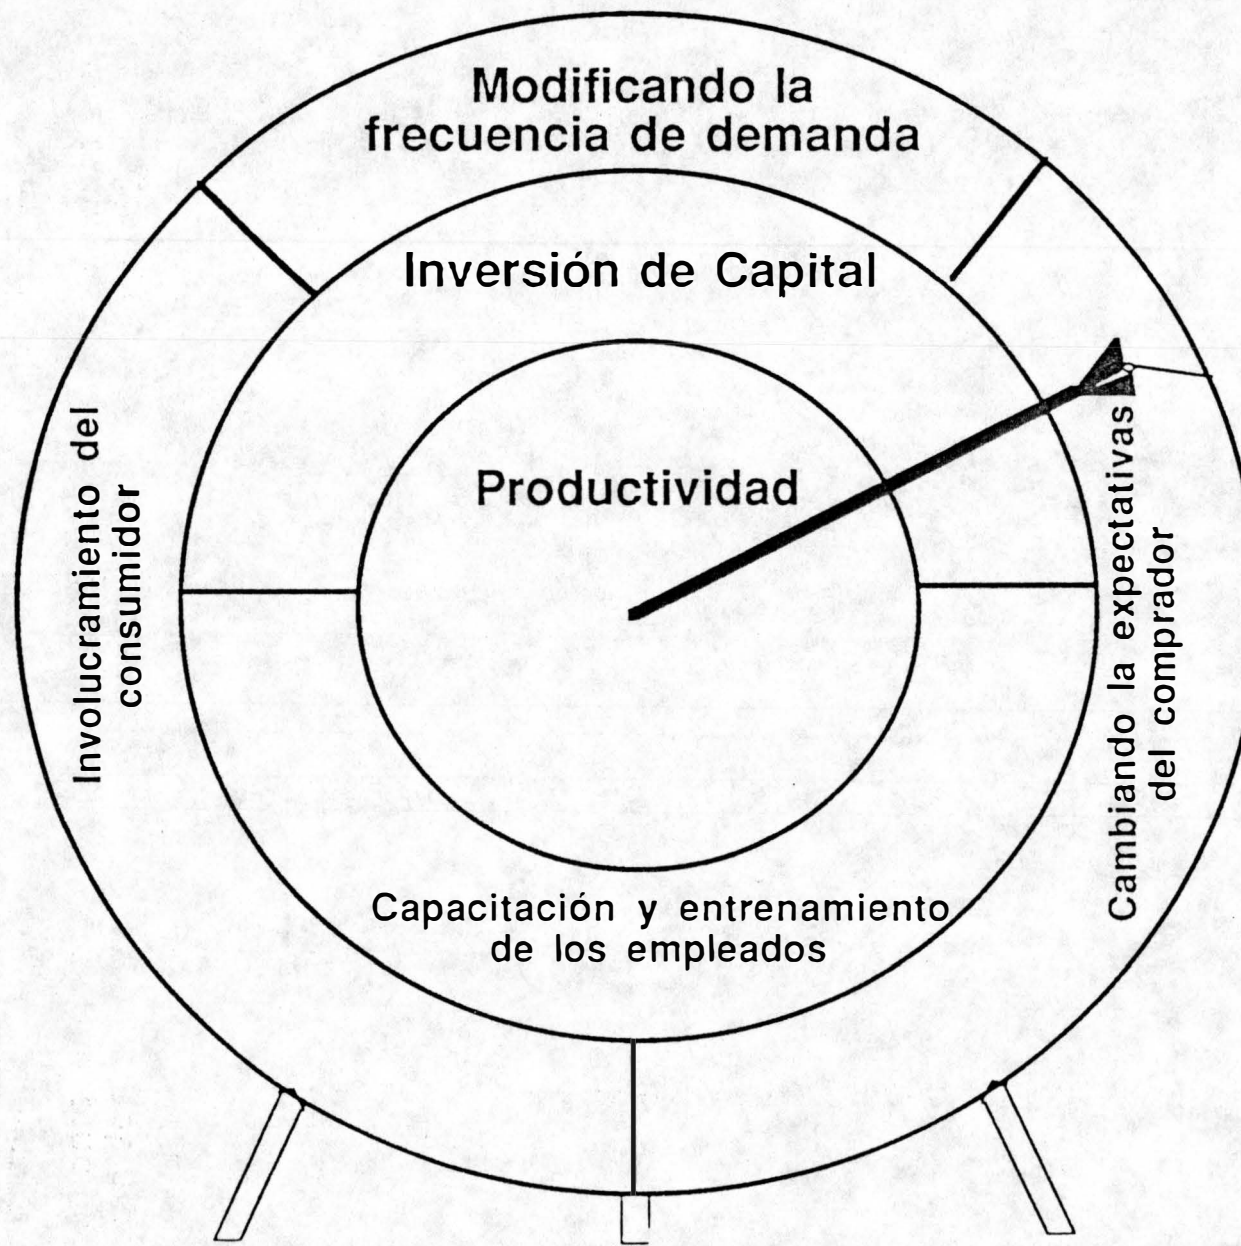 Modificando la
frecuencia de demanda
Inversión de Capital
Productividad
Involucramiento del
consumidor
Cambiando la expectativas
del comprador
Capacitación y entrenamiento
de los empleados